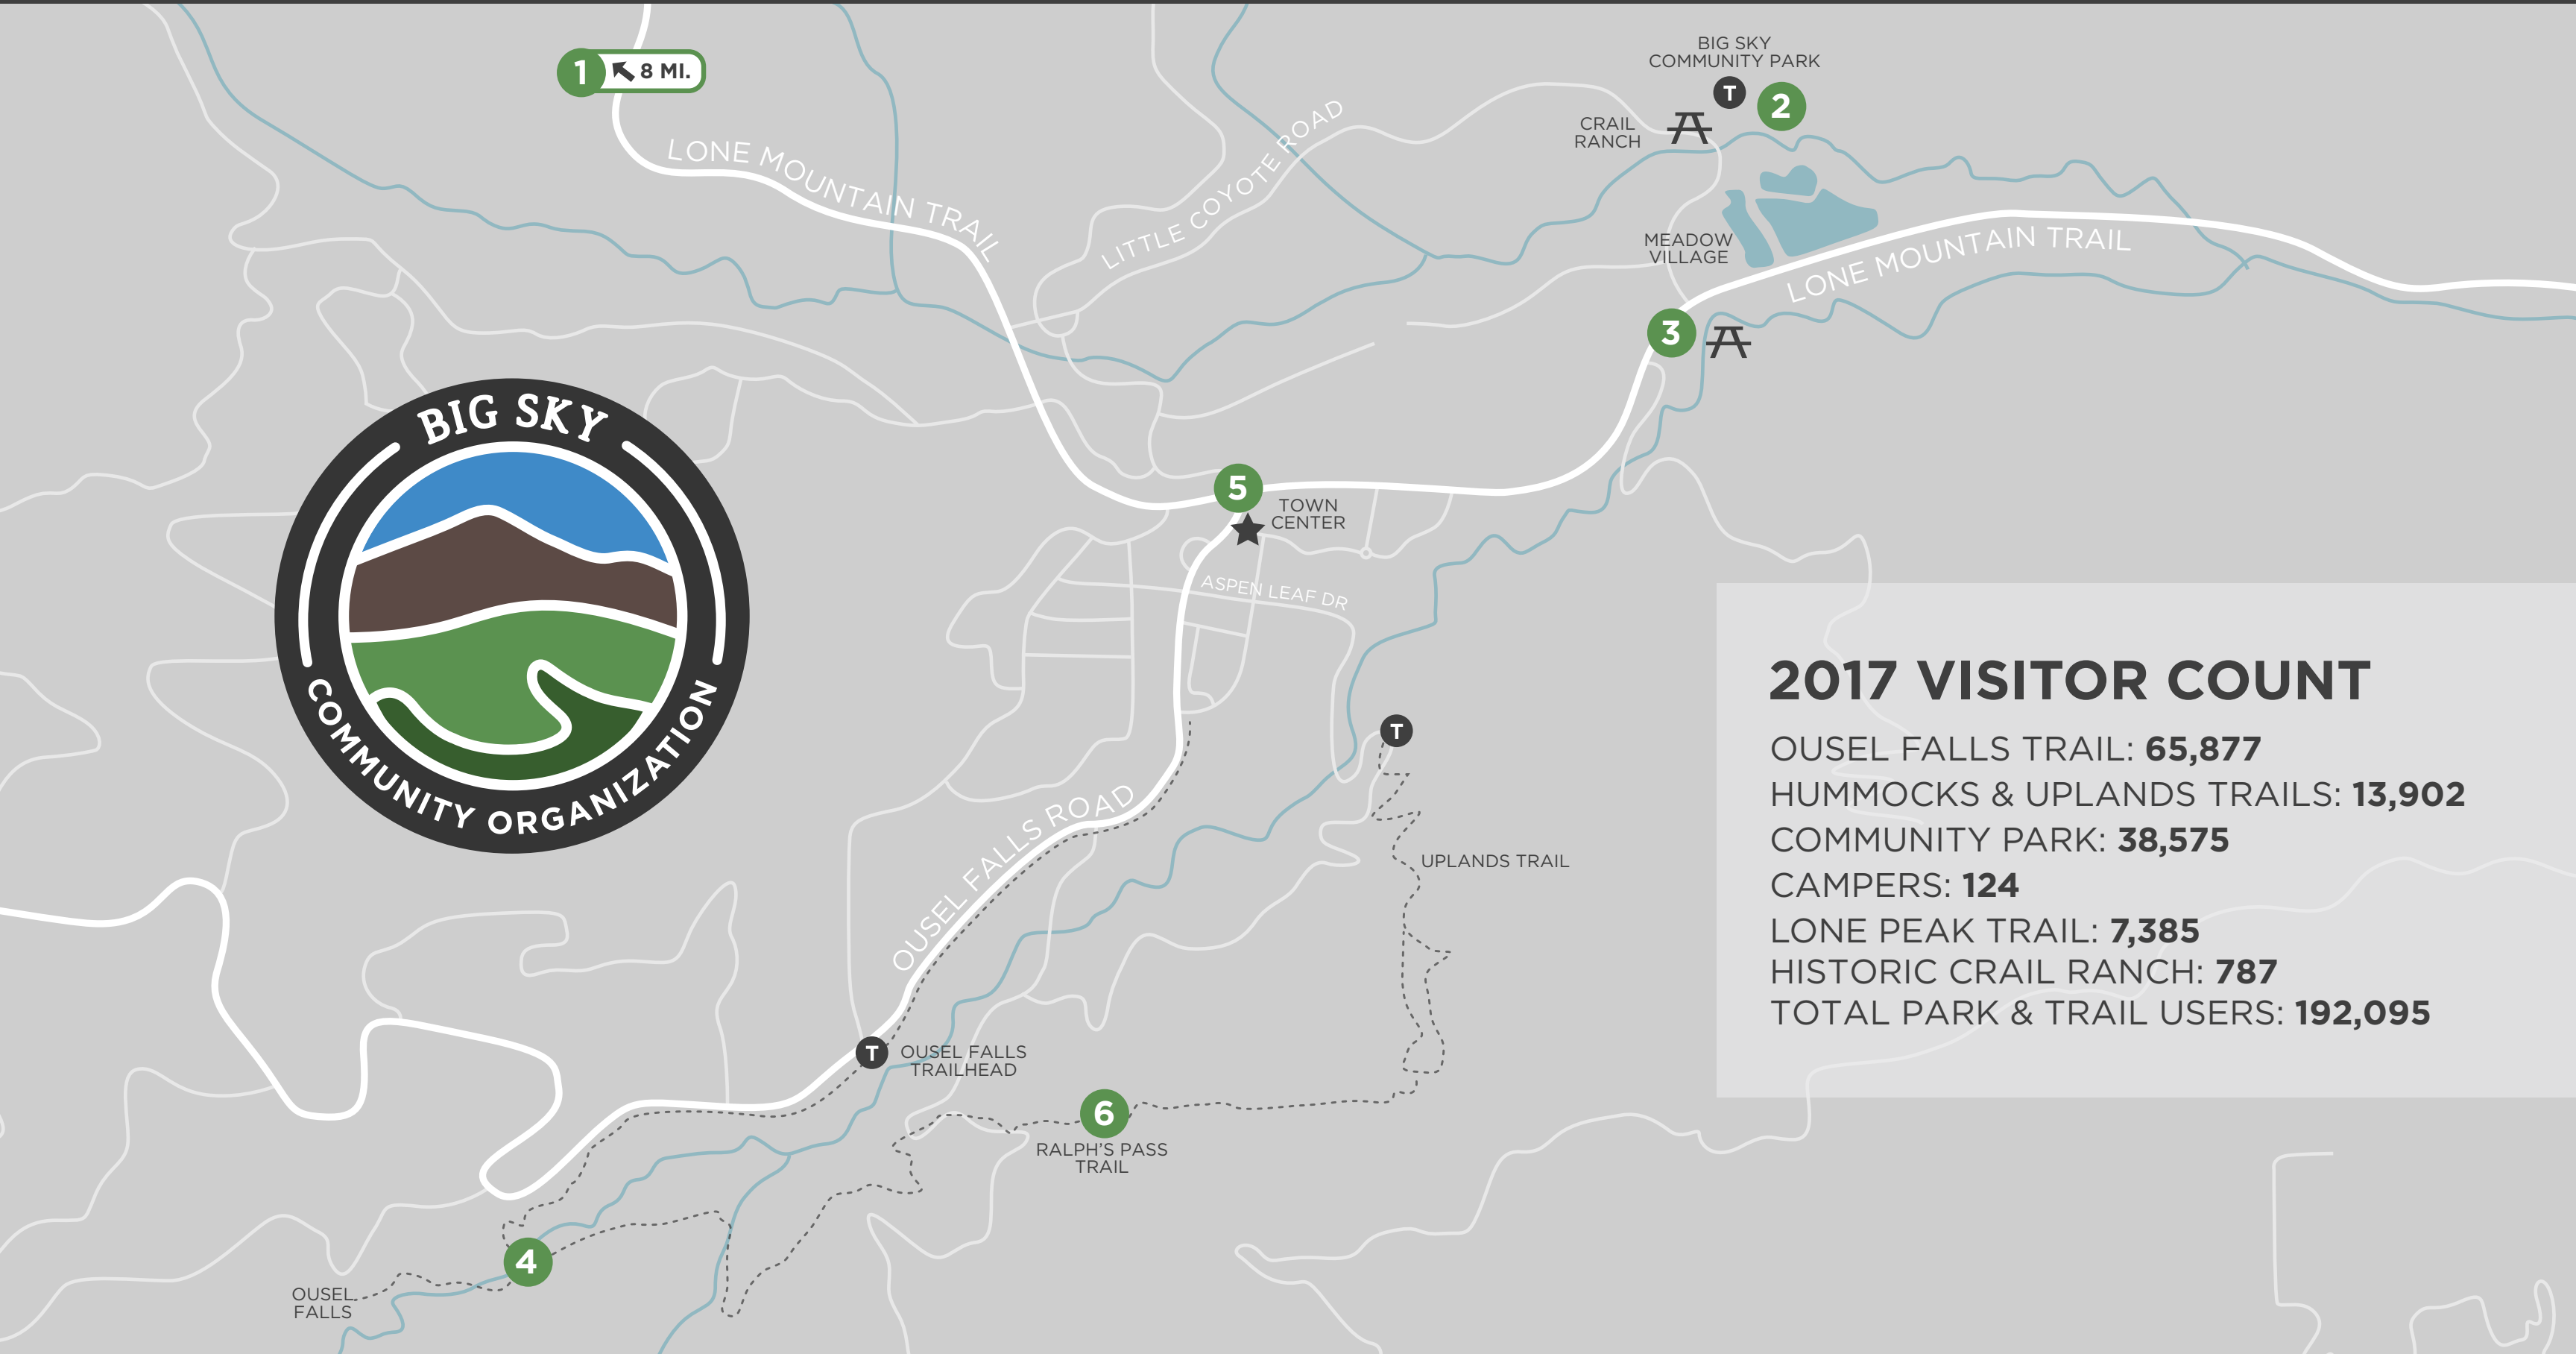 1
8 MI.
BIG SKY
COMMUNITY PARK
T
2
CRAIL
RANCH
LONE MOUNTAIN TRAIL
LITTLE COYOTE ROAD
MEADOW
VILLAGE
LONE MOUNTAIN TRAIL
3
BIG SKY
COMMUNITY ORGANIZATION
5
TOWN
CENTER
ASPEN LEAF DR
T
OUSEL FALLS ROAD
UPLANDS TRAIL
T
OUSEL FALLS
TRAILHEAD
6
RALPH'S PASS
TRAIL
4
OUSEL
FALLS
2017 VISITOR COUNT
OUSEL FALLS TRAIL: 65,877
HUMMOCKS & UPLANDS TRAILS: 13,902
COMMUNITY PARK: 38,575
CAMPERS: 124
LONE PEAK TRAIL: 7,385
HISTORIC CRAIL RANCH: 787
TOTAL PARK & TRAIL USERS: 192,095